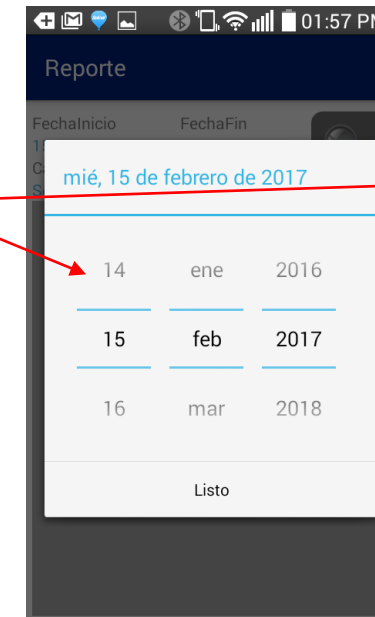 01:57 PM
Reporte
FechaInicio FechaFin
mié, 15 de febrero de 2017
14 ene 2016
15 feb 2017
16 mar 2018
Listo